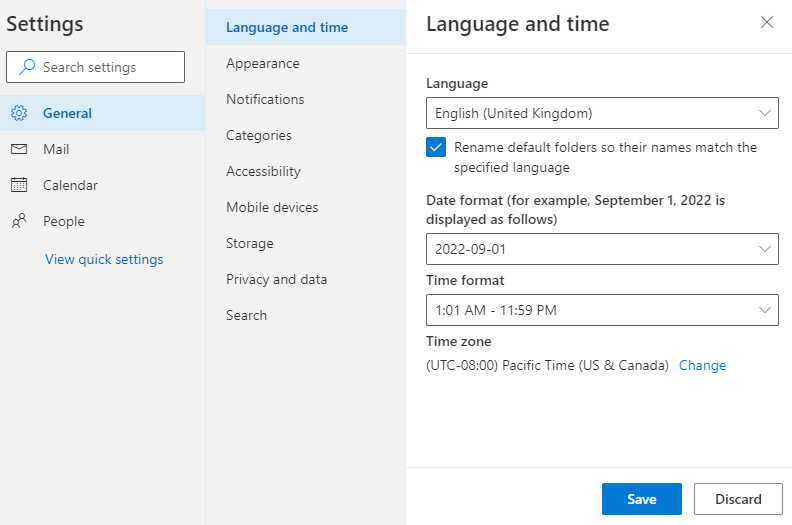 Settings
Search settings
General
Mail
Calendar
People
View quick settings
Language and time
Appearance
Notifications
Categories
Accessibility
Mobile devices
Storage
Privacy and data
Search
Language and time
Language
English (United Kingdom)
Rename default folders so their names match the
specified language
Date format (for example, September 1, 2022 is
displayed as follows)
2022-09-01
Time format
1:01 AM - 11:59 PM
Time zone
(UTC-08:00) Pacific Time (US & Canada) Change
Save Discard